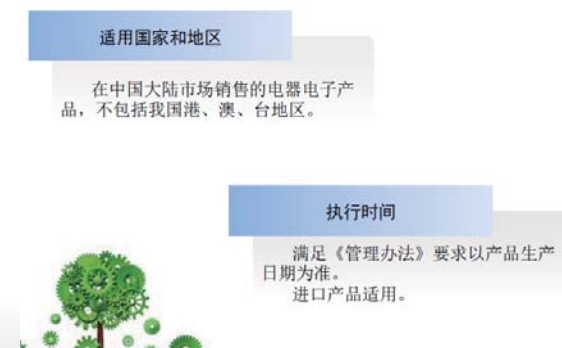 适用国家和地区
在中国大陆市场销售的电器电子产
品，不包括我国港、澳、台地区。
执行时间
满足《管理办法》要求以产品生产
日期为准。
进口产品适用。